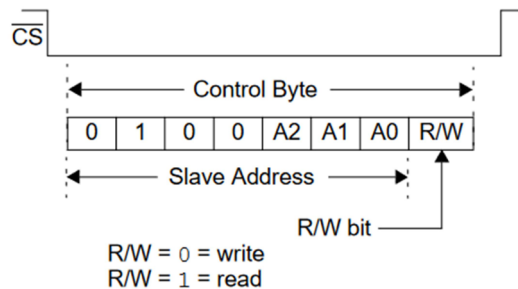 CS
Control Byte
0 1 0 0 A2 A1 A0 R/W
Slave Address
R/W bit
R/W = 0 = write
R/W = 1 = read